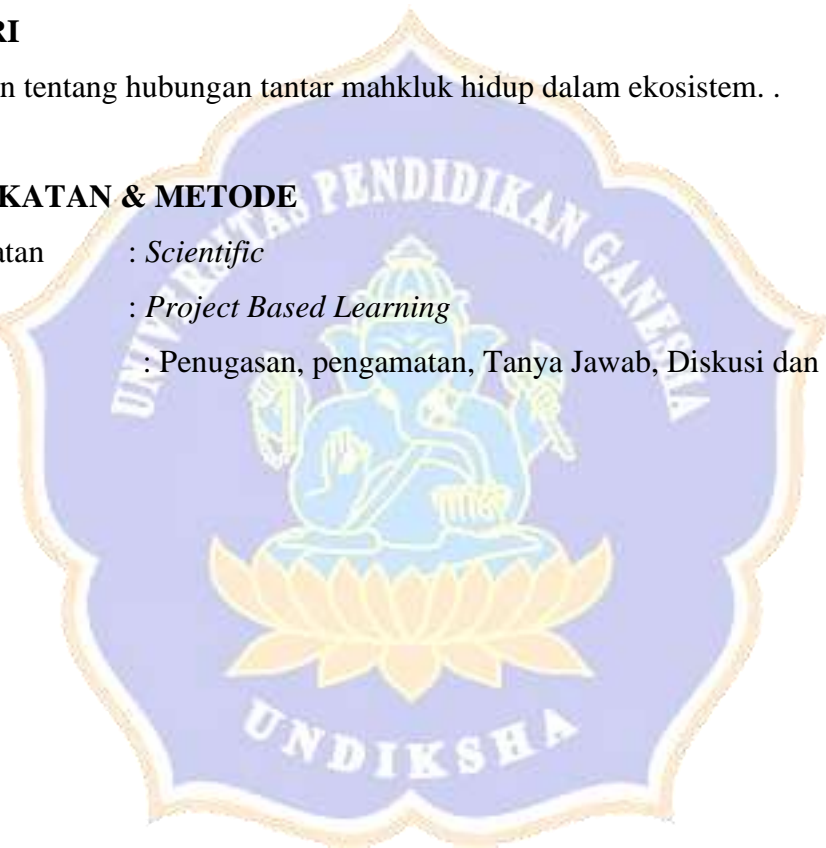 RI
n tentang hubungan tantar mahkluk hidup dalam ekosistem. .
KATAN & METODE
atan : Scientific
: Project Based Learning
: Penugasan, pengamatan, Tanya Jawab, Diskusi dan
UNIVERSITAS PENDIDIKAN GANESHA
UNDIKSHA